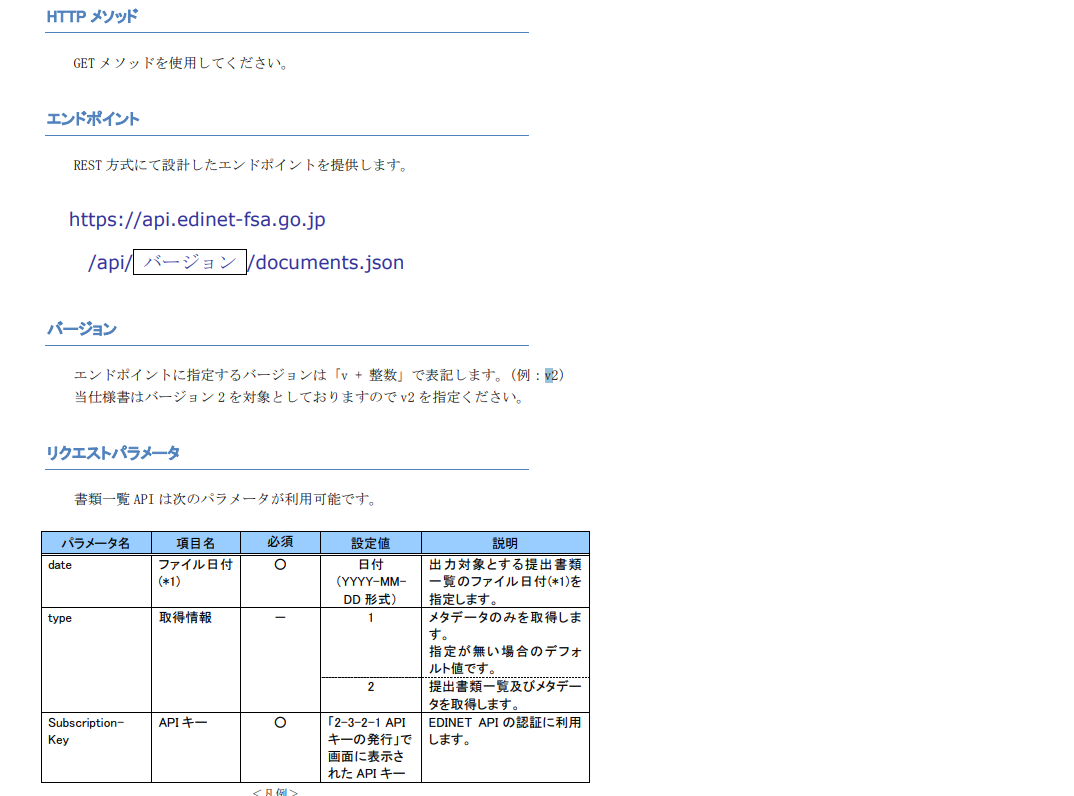 HTTP メソッド
GET メソッドを使用してください。
エンドポイント
REST 方式にて設計したエンドポイントを提供します。
https://api.edinet-fsa.go.jp
/api/ バージョン /documents.json
バージョン
エンドポイントに指定するバージョンは「v + 整数」で表記します。（例：v2）
当仕様書はバージョン 2 を対象としておりますので v2 を指定ください。
リクエストパラメータ
書類一覧 API は次のパラメータが利用可能です。
パラメータ名 項目名 必須 設定値 説明
date ファイル日付 ○ 日付 出力対象とする提出書類
(*1) （YYYY-MM- 一覧のファイル日付(*1)を
DD 形式） 指定します。
type 取得情報 － 1 メタデータのみを取得しま
す。
指定が無い場合のデフォ
ルト値です。
2 提出書類一覧及びメタデー
タを取得します。
Subscription- API キー ○ 「2-3-2-1 API EDINET API の認証に利用
Key キーの発行」で します。
画面に表示さ
れた API キー
＜凡例＞